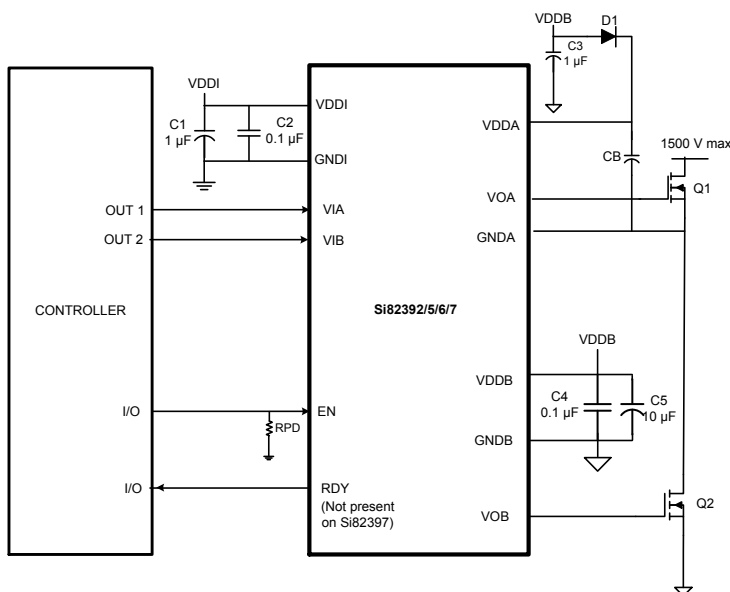 VDDB
D1
C3
1 µF
VDDI
VDDI
C1
1 µF
C2
0.1 µF
GNDI
VDDA
CB
1500 V max
VOA
Q1
OUT 1
VIA
GNDA
OUT 2
VIB
CONTROLLER
Si82392/5/6/7
VDDB
VDDB
C4
0.1 µF
C5
10 µF
I/O
EN
RPD
GNDB
I/O
RDY
(Not present
on Si82397)
VOB
Q2